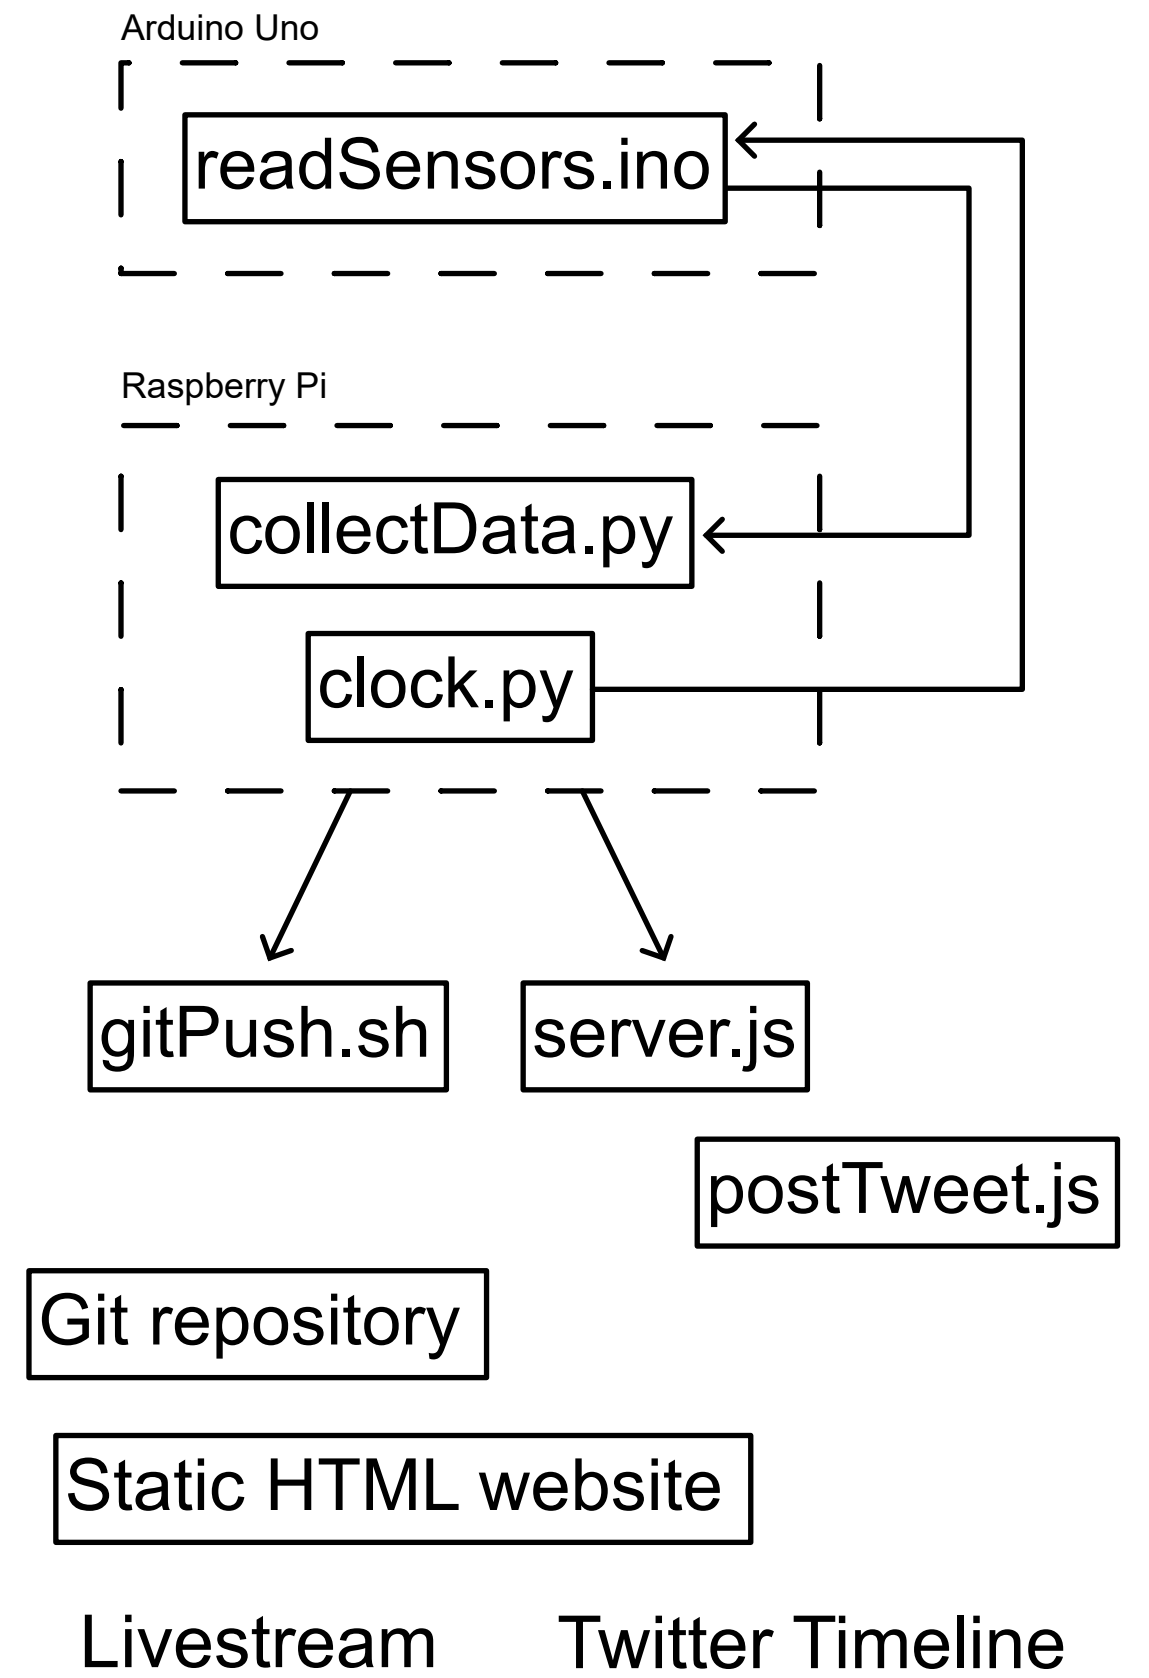 Arduino Uno
readSensors.ino
Raspberry Pi
collectData.py
clock.py
gitPush.sh
server.js
postTweet.js
Git repository
Static HTML website
Livestream
Twitter Timeline